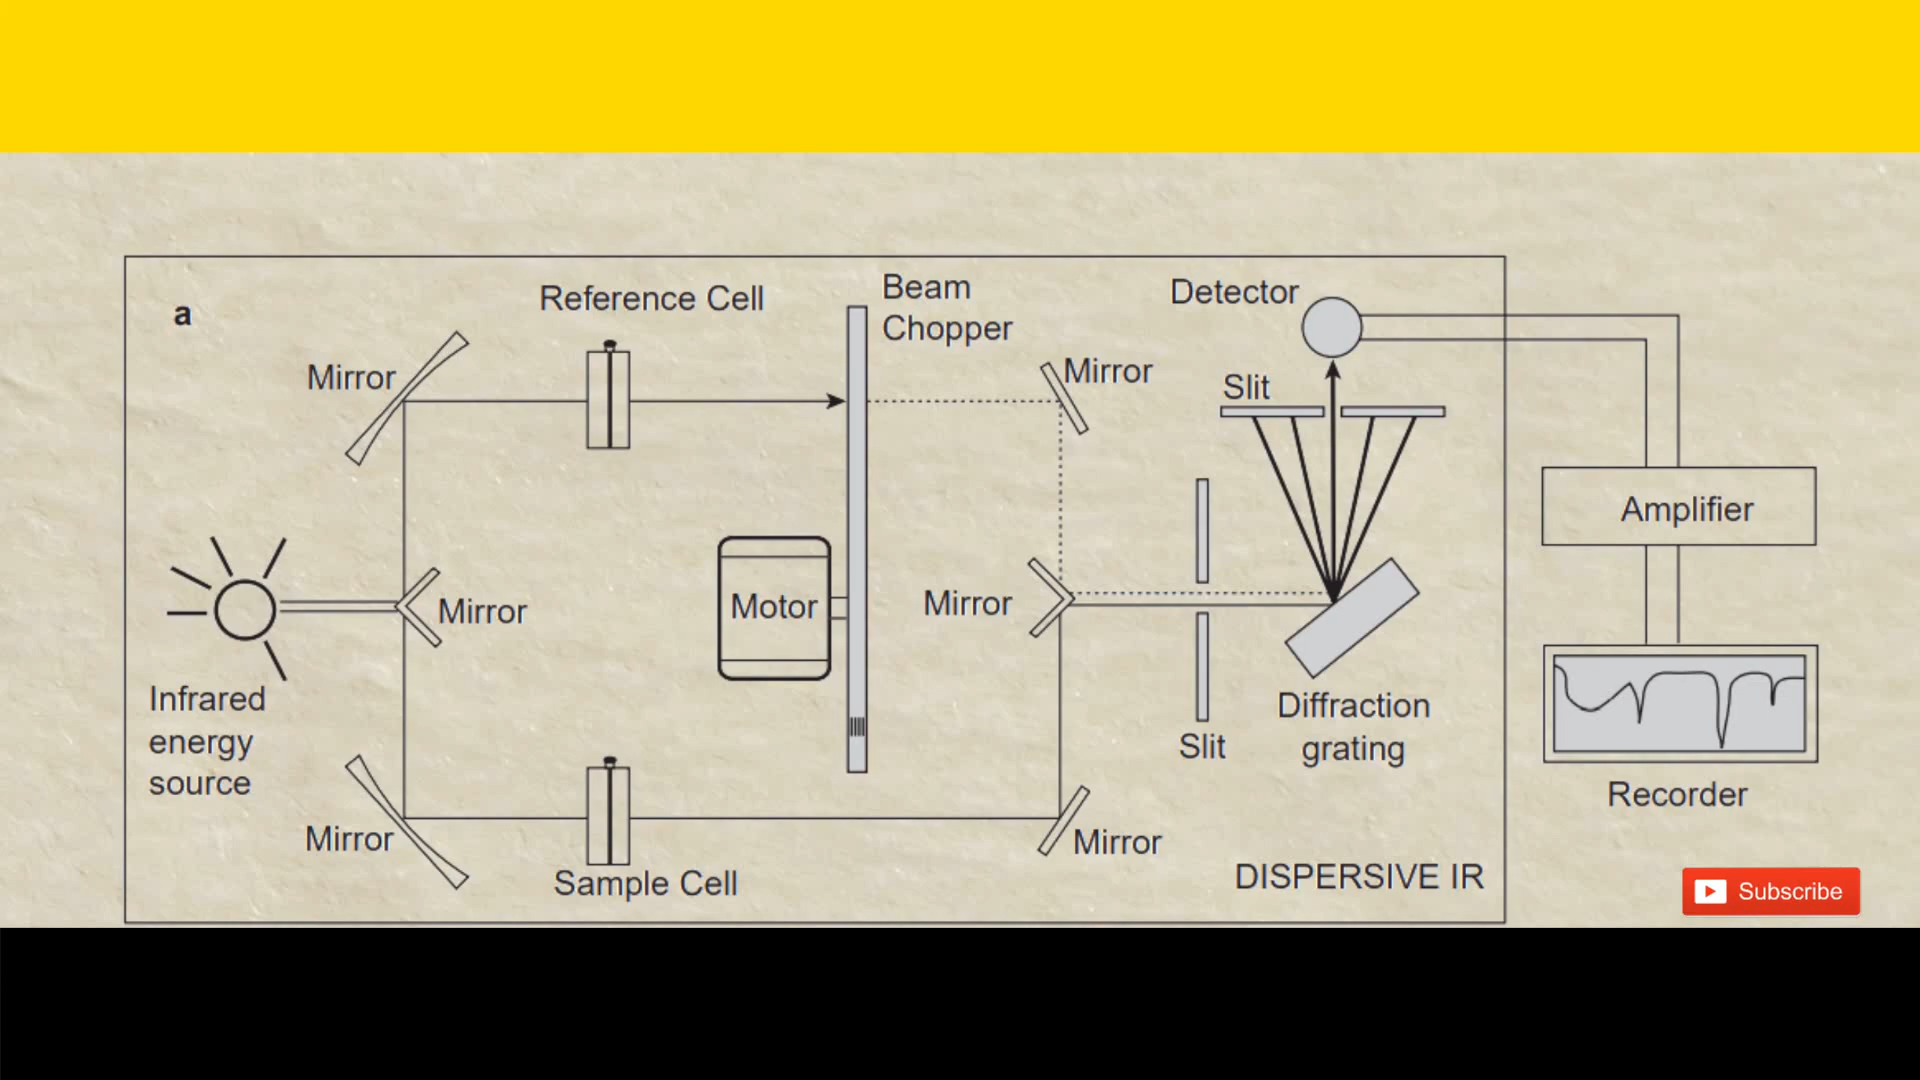 a
Reference Cell
Beam
Chopper
Detector
Mirror
Mirror
Slit
Amplifier
Motor
Mirror
Mirror
Infrared
energy
source
Diffraction
grating
Slit
Recorder
Mirror
Mirror
Sample Cell
DISPERSIVE IR
Subscribe